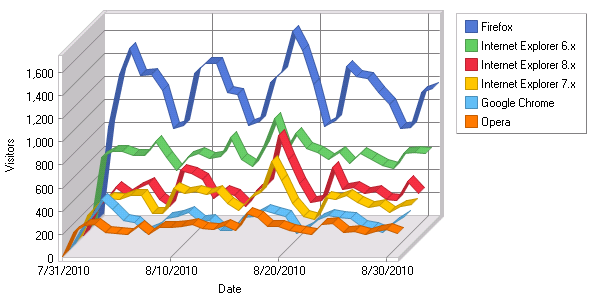 Firefox
Internet Explorer 6.x
Internet Explorer 8.x
Internet Explorer 7.x
Google Chrome
Opera
1,600
1,400
1,200
1,000
800
600
400
200
0
Visitors
7/31/2010 8/10/2010 8/20/2010 8/30/2010
Date